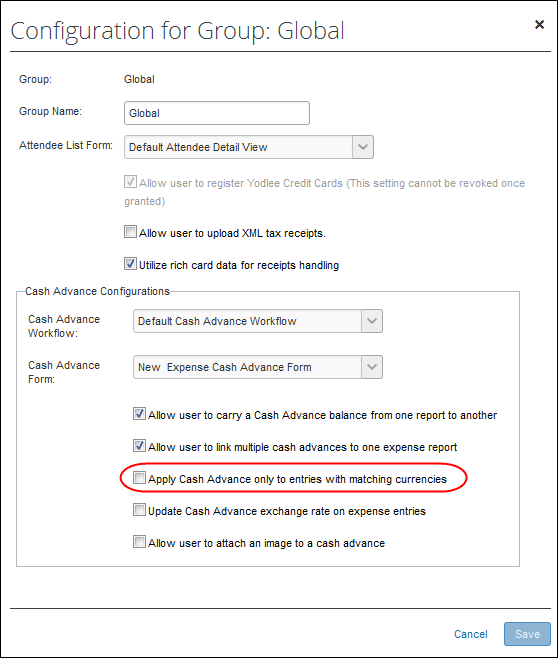 Configuration for Group: Global
Group: Global
Group Name: Global
Attendee List Form: Default Attendee Detail View
Allow user to register Yodlee Credit Cards (This setting cannot be revoked once
granted)
Allow user to upload XML tax receipts.
Utilize rich card data for receipts handling
Cash Advance Configurations
Cash Advance
Workflow:
Default Cash Advance Workflow
Cash Advance
Form:
New Expense Cash Advance Form
Allow user to carry a Cash Advance balance from one report to another
Allow user to link multiple cash advances to one expense report
Apply Cash Advance only to entries with matching currencies
Update Cash Advance exchange rate on expense entries
Allow user to attach an image to a cash advance
Cancel
Save